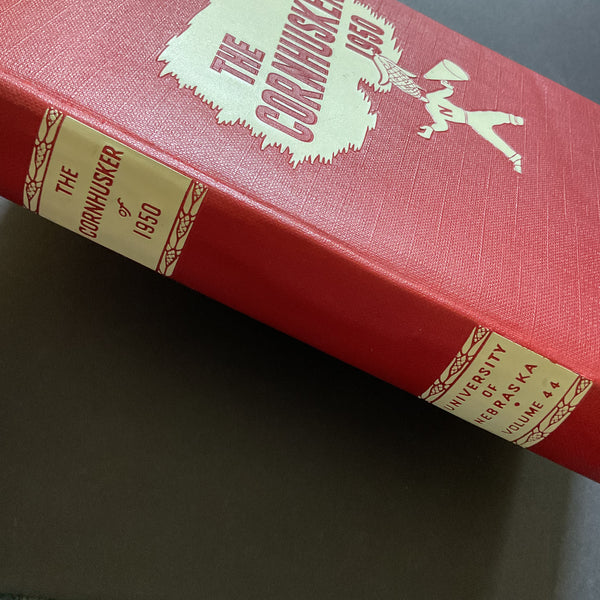 THE
CORNHUSKER
1950
THE
CORNHUSKER
of
1950
UNIVERSITY
OF
NEBRASKA
•
VOLUME 44